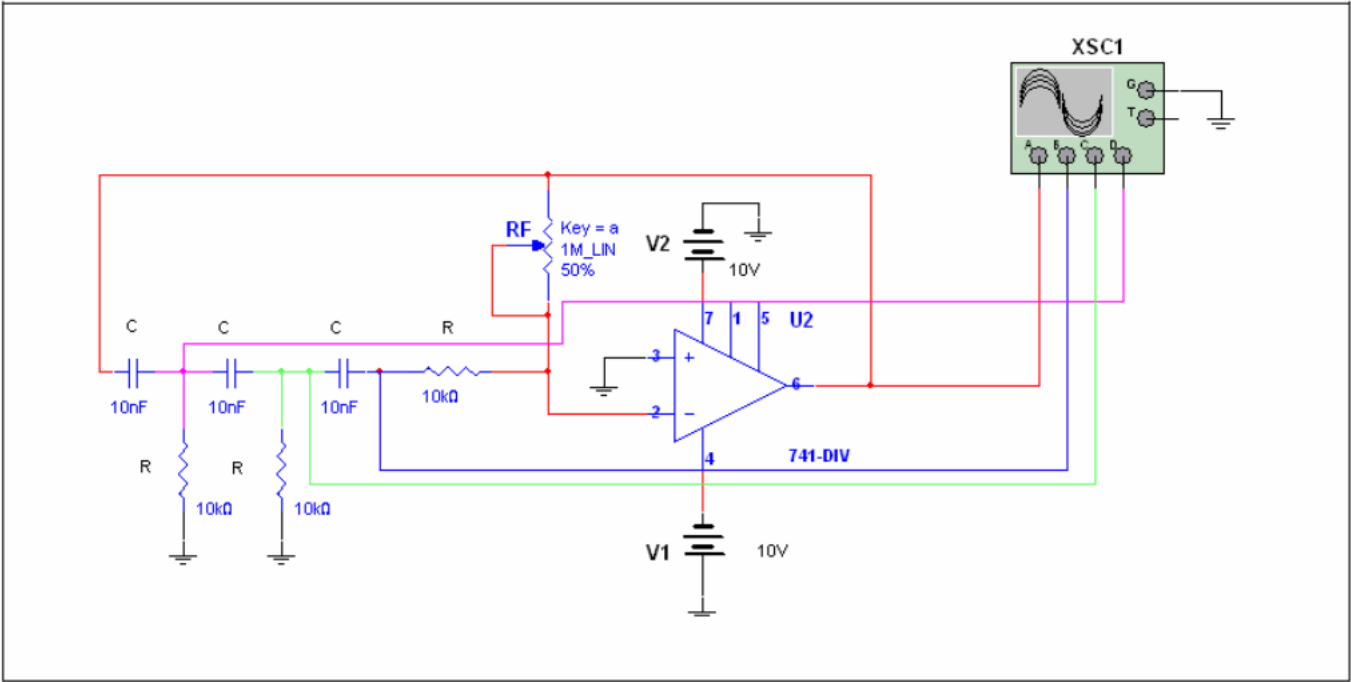 XSC1
G
T
A B C D
RF
Key = a
1M_LIN
50%
V2
10V
7 1 5 U2
C C C R
3 +
6
10nF 10nF 10nF 10kΩ
2 −
4 741-DIV
R R
10kΩ 10kΩ
V1 10V